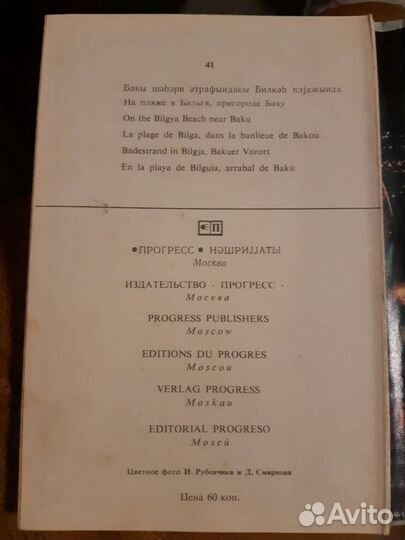 41
Бакы шәһәри әтрафындакы Билкәһ плјажында
На пляже в Бильги, пригороде Баку
On the Bilgya Beach near Baku
La plage de Bilga, dans la banlieue de Bakou
Badestrand in Bilgja, Bakuer Vorort
En la playa de Bilguia, arrabal de Bakú
П
•ПРОГРЕСС• НӘШРИЈЈАТЫ
Москва
ИЗДАТЕЛЬСТВО · ПРОГРЕСС ·
Москва
PROGRESS PUBLISHERS
Moscow
EDITIONS DU PROGRES
Moscou
VERLAG PROGRESS
Moskau
EDITORIAL PROGRESO
Moscú
Цветное фото И. Рубенчика и Д. Смирнова
Цена 60 коп.
Avito